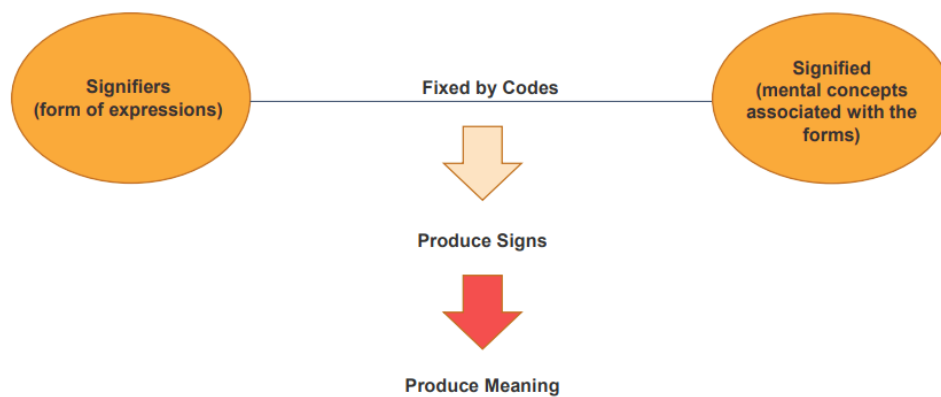 Signifiers
(form of expressions)
Fixed by Codes
Signified
(mental concepts
associated with the
forms)
Produce Signs
Produce Meaning